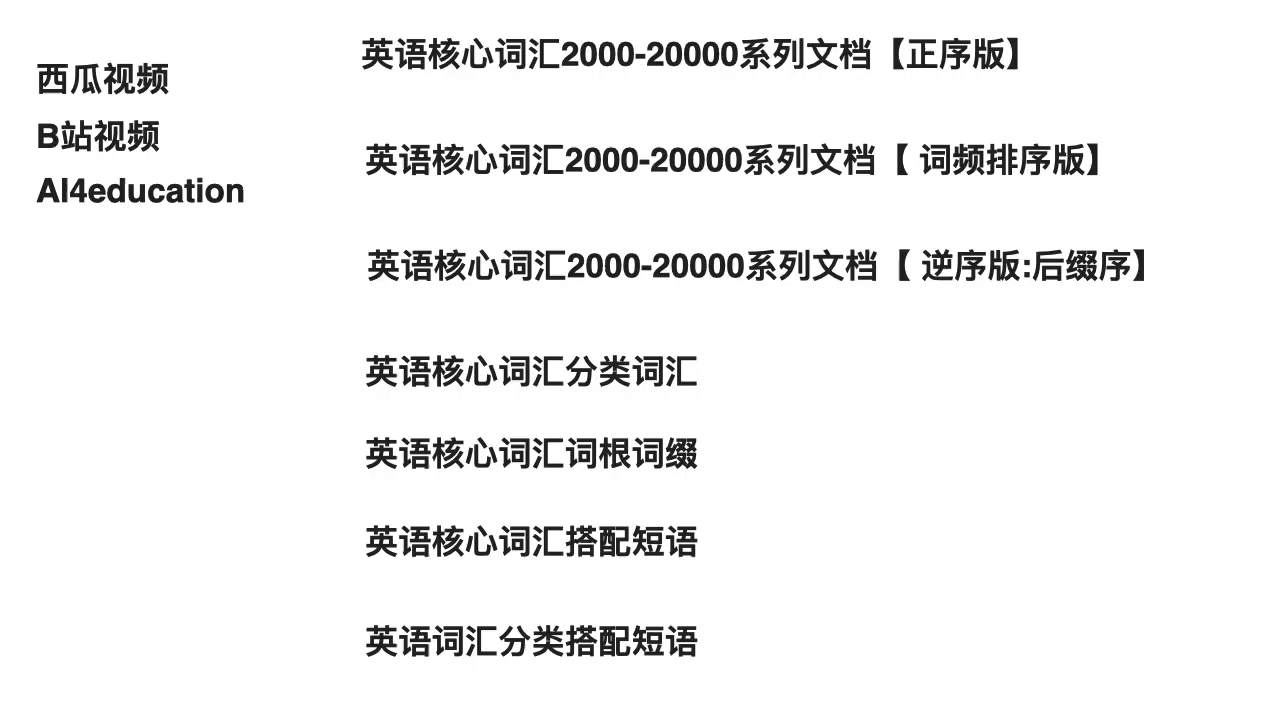 西瓜视频
B站视频
AI4education
英语核心词汇2000-20000系列文档【正序版】
英语核心词汇2000-20000系列文档【 词频排序版】
英语核心词汇2000-20000系列文档【 逆序版:后缀序】
英语核心词汇分类词汇
英语核心词汇词根词缀
英语核心词汇搭配短语
英语词汇分类搭配短语